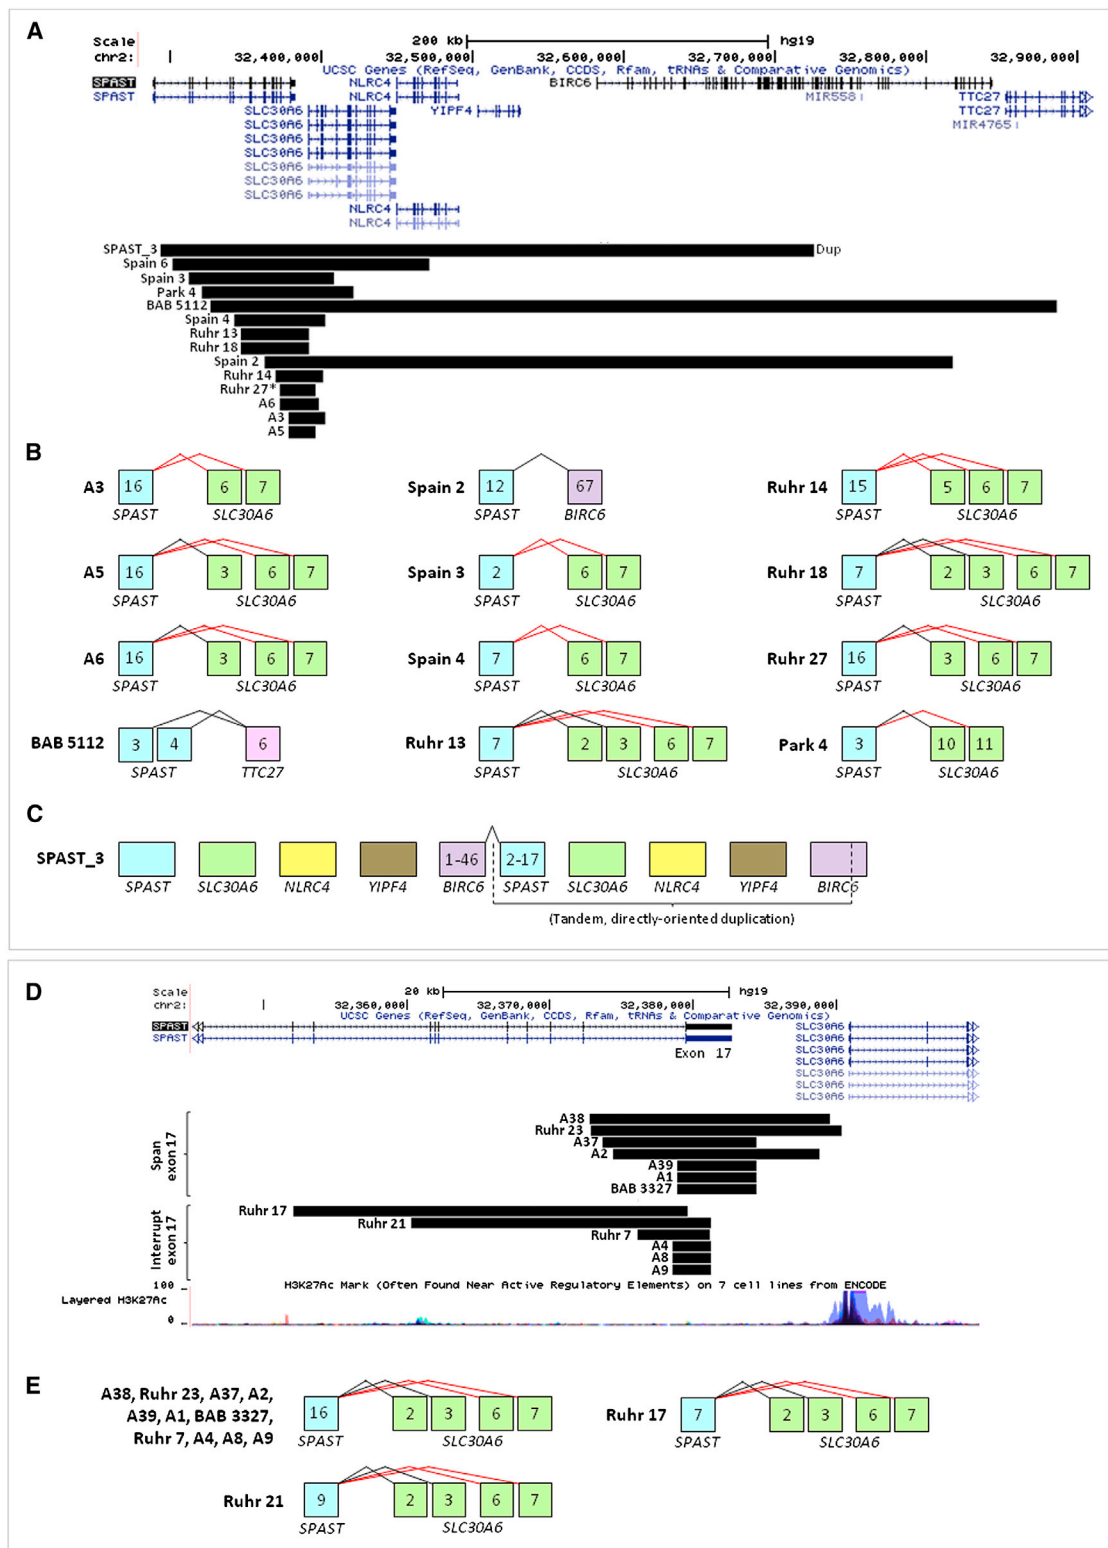 A
Scale 200 kb hg19
chr2: 32,400,000 32,500,000 32,600,000 32,700,000 32,800,000 32,900,000
UCSC Genes (RefSeq, GenBank, CCDS, Rfam, tRNAs & Comparative Genomics)
SPAST NLRC4 BIRC6
SPAST NLRC4 MIR558 TTC27
SLC30A6 YIPF4 TTC27
SLC30A6 MIR4765
SLC30A6
SLC30A6
SLC30A6
SLC30A6
SLC30A6
NLRC4
NLRC4
SPAST_3 Dup
Spain 6
Spain 3
Park 4
BAB 5112
Spain 4
Ruhr 13
Ruhr 18
Spain 2
Ruhr 14
Ruhr 27*
A6
A3
A5
B
A3 16 6 7 Spain 2 12 67 Ruhr 14 15 5 6 7
SPAST SLC30A6 SPAST BIRC6 SPAST SLC30A6
A5 16 3 6 7 Spain 3 2 6 7 Ruhr 18 7 2 3 6 7
SPAST SLC30A6 SPAST SLC30A6 SPAST SLC30A6
A6 16 3 6 7 Spain 4 7 6 7 Ruhr 27 16 3 6 7
SPAST SLC30A6 SPAST SLC30A6 SPAST SLC30A6
BAB 5112 3 4 6 Ruhr 13 7 2 3 6 7 Park 4 3 10 11
SPAST TTC27 SPAST SLC30A6 SPAST SLC30A6
C
SPAST_3 1-46 2-17
SPAST SLC30A6 NLRC4 YIPF4 BIRC6 SPAST SLC30A6 NLRC4 YIPF4 BIRC6
(Tandem, directly-oriented duplication)
D
Scale 20 kb hg19
chr2: 32,360,000 32,370,000 32,380,000 32,390,000
UCSC Genes (RefSeq, GenBank, CCDS, Rfam, tRNAs & Comparative Genomics)
SPAST SLC30A6
SPAST SLC30A6
Exon 17 SLC30A6
SLC30A6
SLC30A6
SLC30A6
SLC30A6
Span exon 17
A38
Ruhr 23
A37
A2
A39
A1
BAB 3327
Interrupt exon 17
Ruhr 17
Ruhr 21
Ruhr 7
A4
A8
A9
100 H3K27Ac Mark (Often Found Near Active Regulatory Elements) on 7 cell lines from ENCODE
Layered H3K27Ac
0
E
A38, Ruhr 23, A37, A2,
A39, A1, BAB 3327,
Ruhr 7, A4, A8, A9
16 2 3 6 7 Ruhr 17 7 2 3 6 7
SPAST SLC30A6 SPAST SLC30A6
Ruhr 21 9 2 3 6 7
SPAST SLC30A6